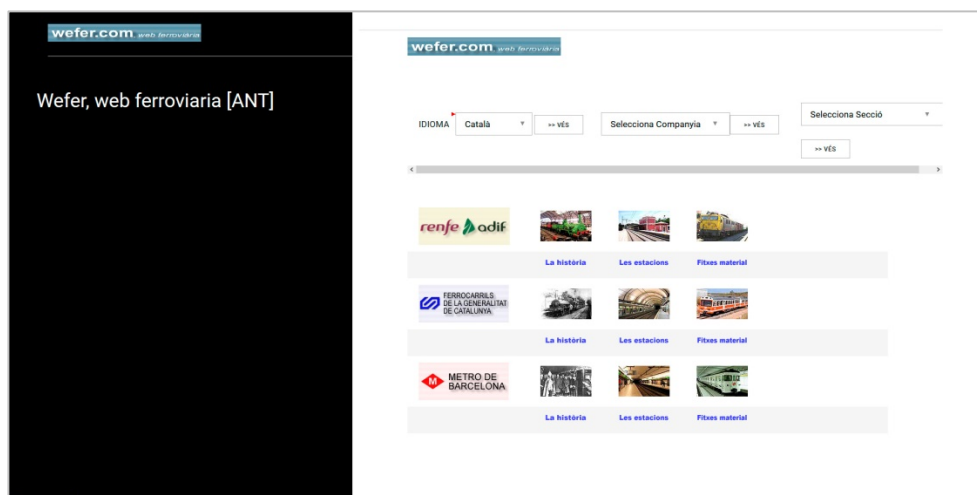 wefer.com web ferroviària
Wefer, web ferroviaria [ANT]
wefer.com web ferroviària
IDIOMA Català >> VÉS Selecciona Companyia >> VÉS Selecciona Secció
>> VÉS
renfe adif
La història Les estacions Fitxes material
FERROCARRILS
DE LA GENERALITAT
DE CATALUNYA
La història Les estacions Fitxes material
M METRO DE
BARCELONA
La història Les estacions Fitxes material